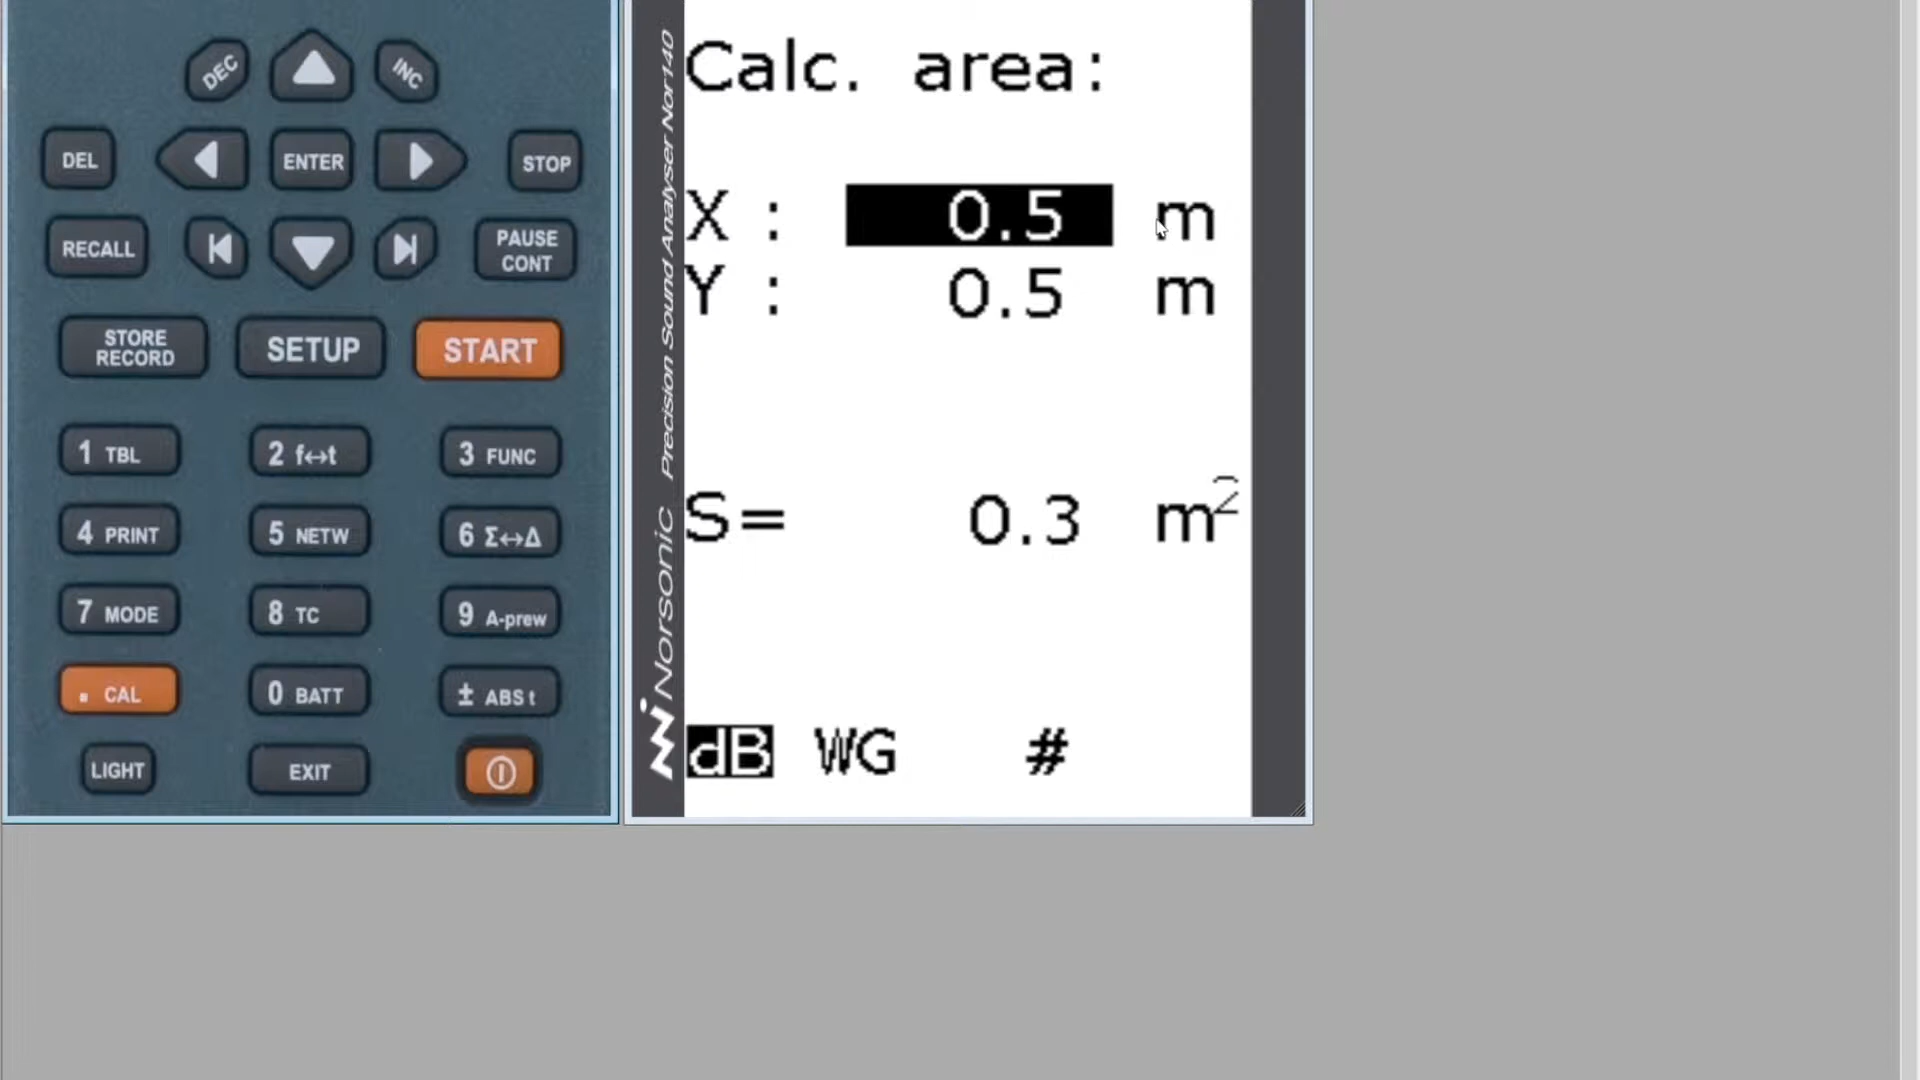 DEC
INC
DEL
ENTER
STOP
RECALL
PAUSE
CONT
STORE
RECORD
SETUP
START
1 TBL
2 f↔t
3 FUNC
4 PRINT
5 NETW
6 Σ↔Δ
7 MODE
8 TC
9 A-prew
. CAL
0 BATT
± ABS t
LIGHT
EXIT
Norsonic Precision Sound Analyser Nor140
Calc. area:
X : 0.5 m
Y : 0.5 m
S= 0.3 m²
dB WG #